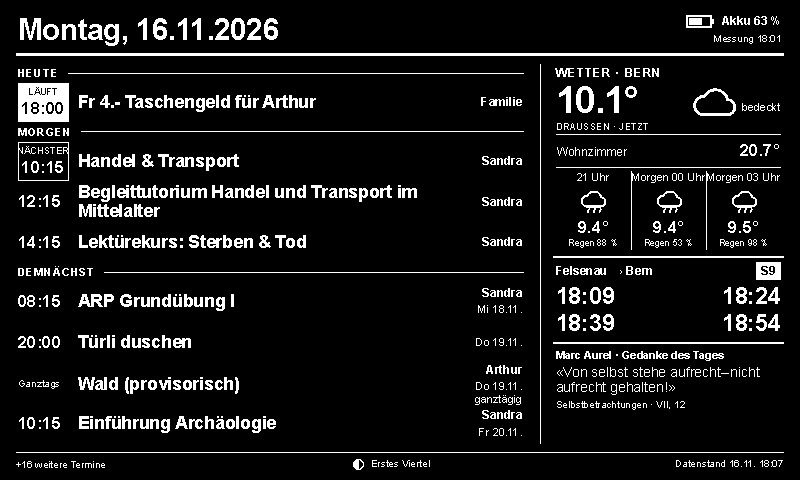 Montag, 16.11.2026
Akku 63 %
Messung 18:01
HEUTE
LÄUFT
18:00 Fr 4.- Taschengeld für Arthur Familie
MORGEN
NÄCHSTER
10:15 Handel & Transport Sandra
12:15 Begleittutorium Handel und Transport im Mittelalter Sandra
14:15 Lektürekurs: Sterben & Tod Sandra
DEMNÄCHST
08:15 ARP Grundübung I Sandra
Mi 18.11.
20:00 Türli duschen Do 19.11.
Ganztags Wald (provisorisch) Arthur
Do 19.11.
ganztägig
10:15 Einführung Archäologie Sandra
Fr 20.11.
WETTER · BERN
10.1° bedeckt
DRAUSSEN · JETZT
Wohnzimmer 20.7°
21 Uhr Morgen 00 Uhr Morgen 03 Uhr
9.4° 9.4° 9.5°
Regen 88 % Regen 53 % Regen 98 %
Felsenau › Bern S9
18:09 18:24
18:39 18:54
Marc Aurel · Gedanke des Tages
«Von selbst stehe aufrecht–nicht
aufrecht gehalten!»
Selbstbetrachtungen · VII, 12
+16 weitere Termine
Erstes Viertel
Datenstand 16.11. 18:07